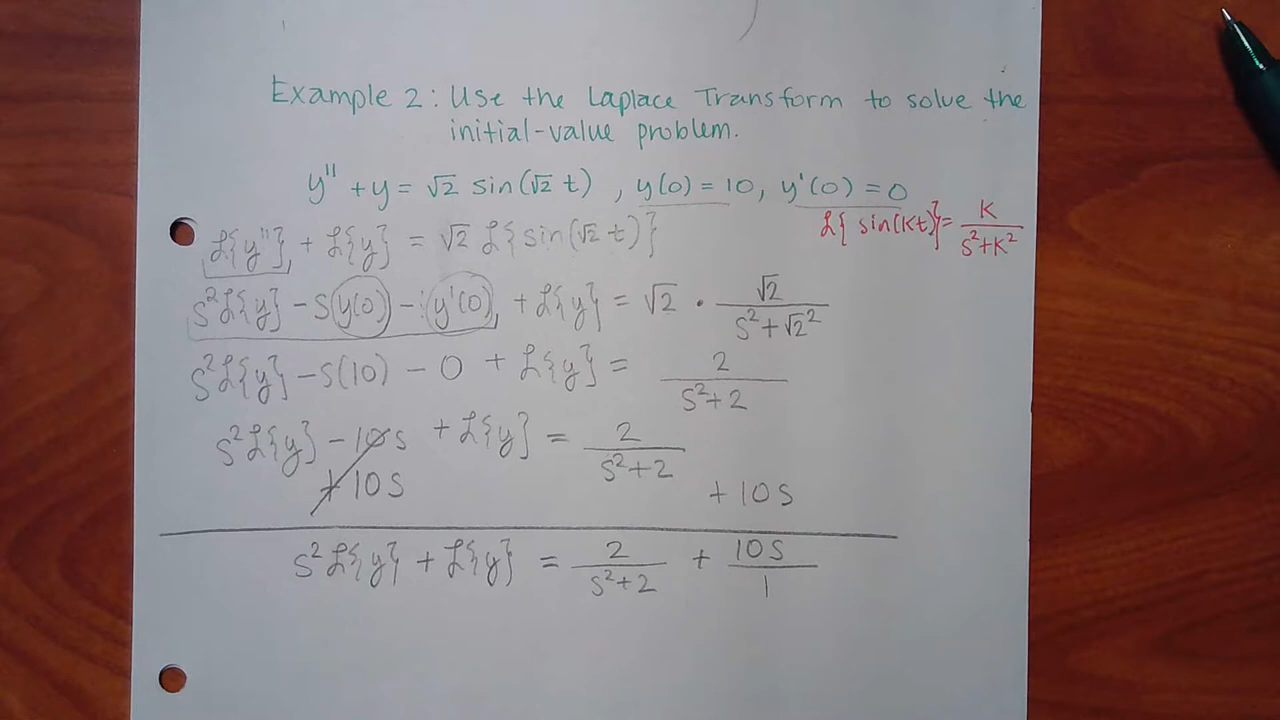 Example 2: Use the Laplace Transform to solve the
initial-value problem.
y'' + y = √2 sin(√2 t) , y(0) = 10, y'(0) = 0
ℒ{sin(kt)} = k/(s²+k²)
ℒ{y''} + ℒ{y} = √2 ℒ{sin(√2 t)}
s²ℒ{y} - s y(0) - y'(0) + ℒ{y} = √2 · √2/(s²+√2²)
s²ℒ{y} - s(10) - 0 + ℒ{y} = 2/(s²+2)
s²ℒ{y} - 10s + ℒ{y} = 2/(s²+2)
+10s +10s
s²ℒ{y} + ℒ{y} = 2/(s²+2) + 10s/1